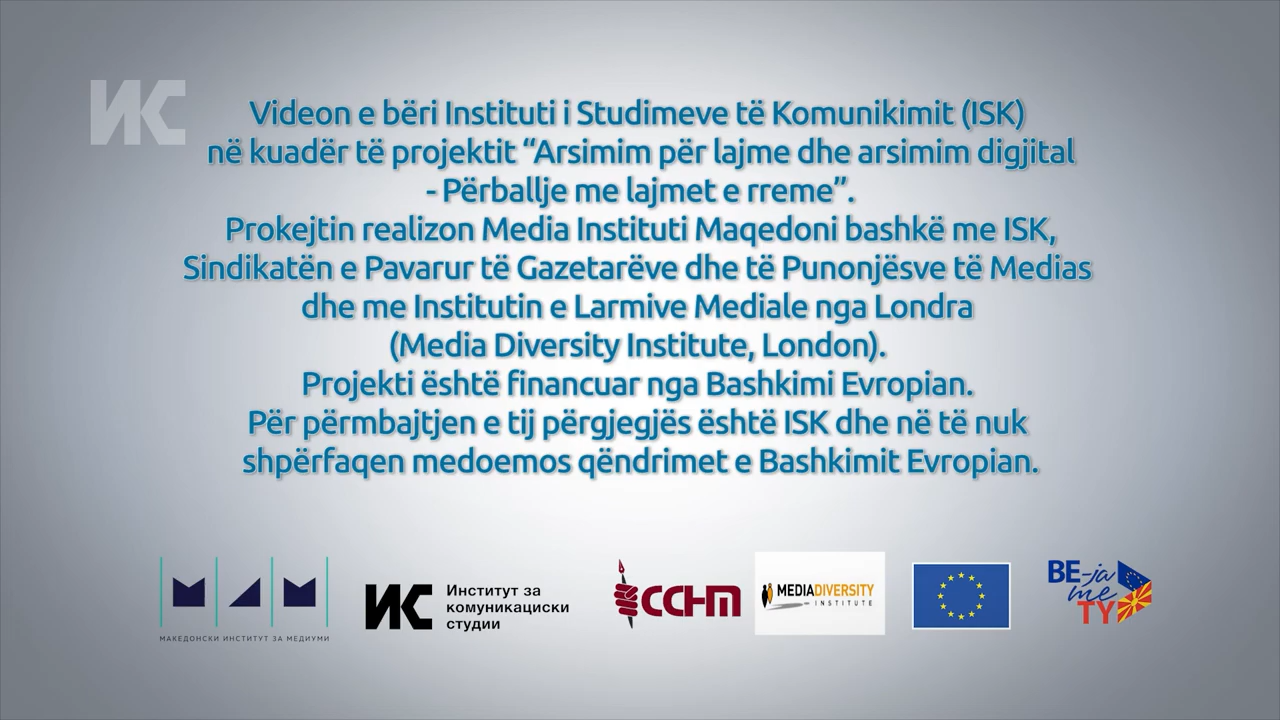 ИС
Videon e bëri Instituti i Studimeve të Komunikimit (ISK)
në kuadër të projektit “Arsimim për lajme dhe arsimim digjital
- Përballje me lajmet e rreme”.
Prokejtin realizon Media Instituti Maqedoni bashkë me ISK,
Sindikatën e Pavarur të Gazetarëve dhe të Punonjësve të Medias
dhe me Institutin e Larmive Mediale nga Londra
(Media Diversity Institute, London).
Projekti është financuar nga Bashkimi Evropian.
Për përmbajtjen e tij përgjegjës është ISK dhe në të nuk
shpërfaqen medoemos qëndrimet e Bashkimit Evropian.
МИМ
МАКЕДОНСКИ ИНСТИТУТ ЗА МЕДИУМИ
ИС
Институт за
комуникациски
студии
ССНМ
MEDIADIVERSITY
INSTITUTE
BE-ja
me
TY